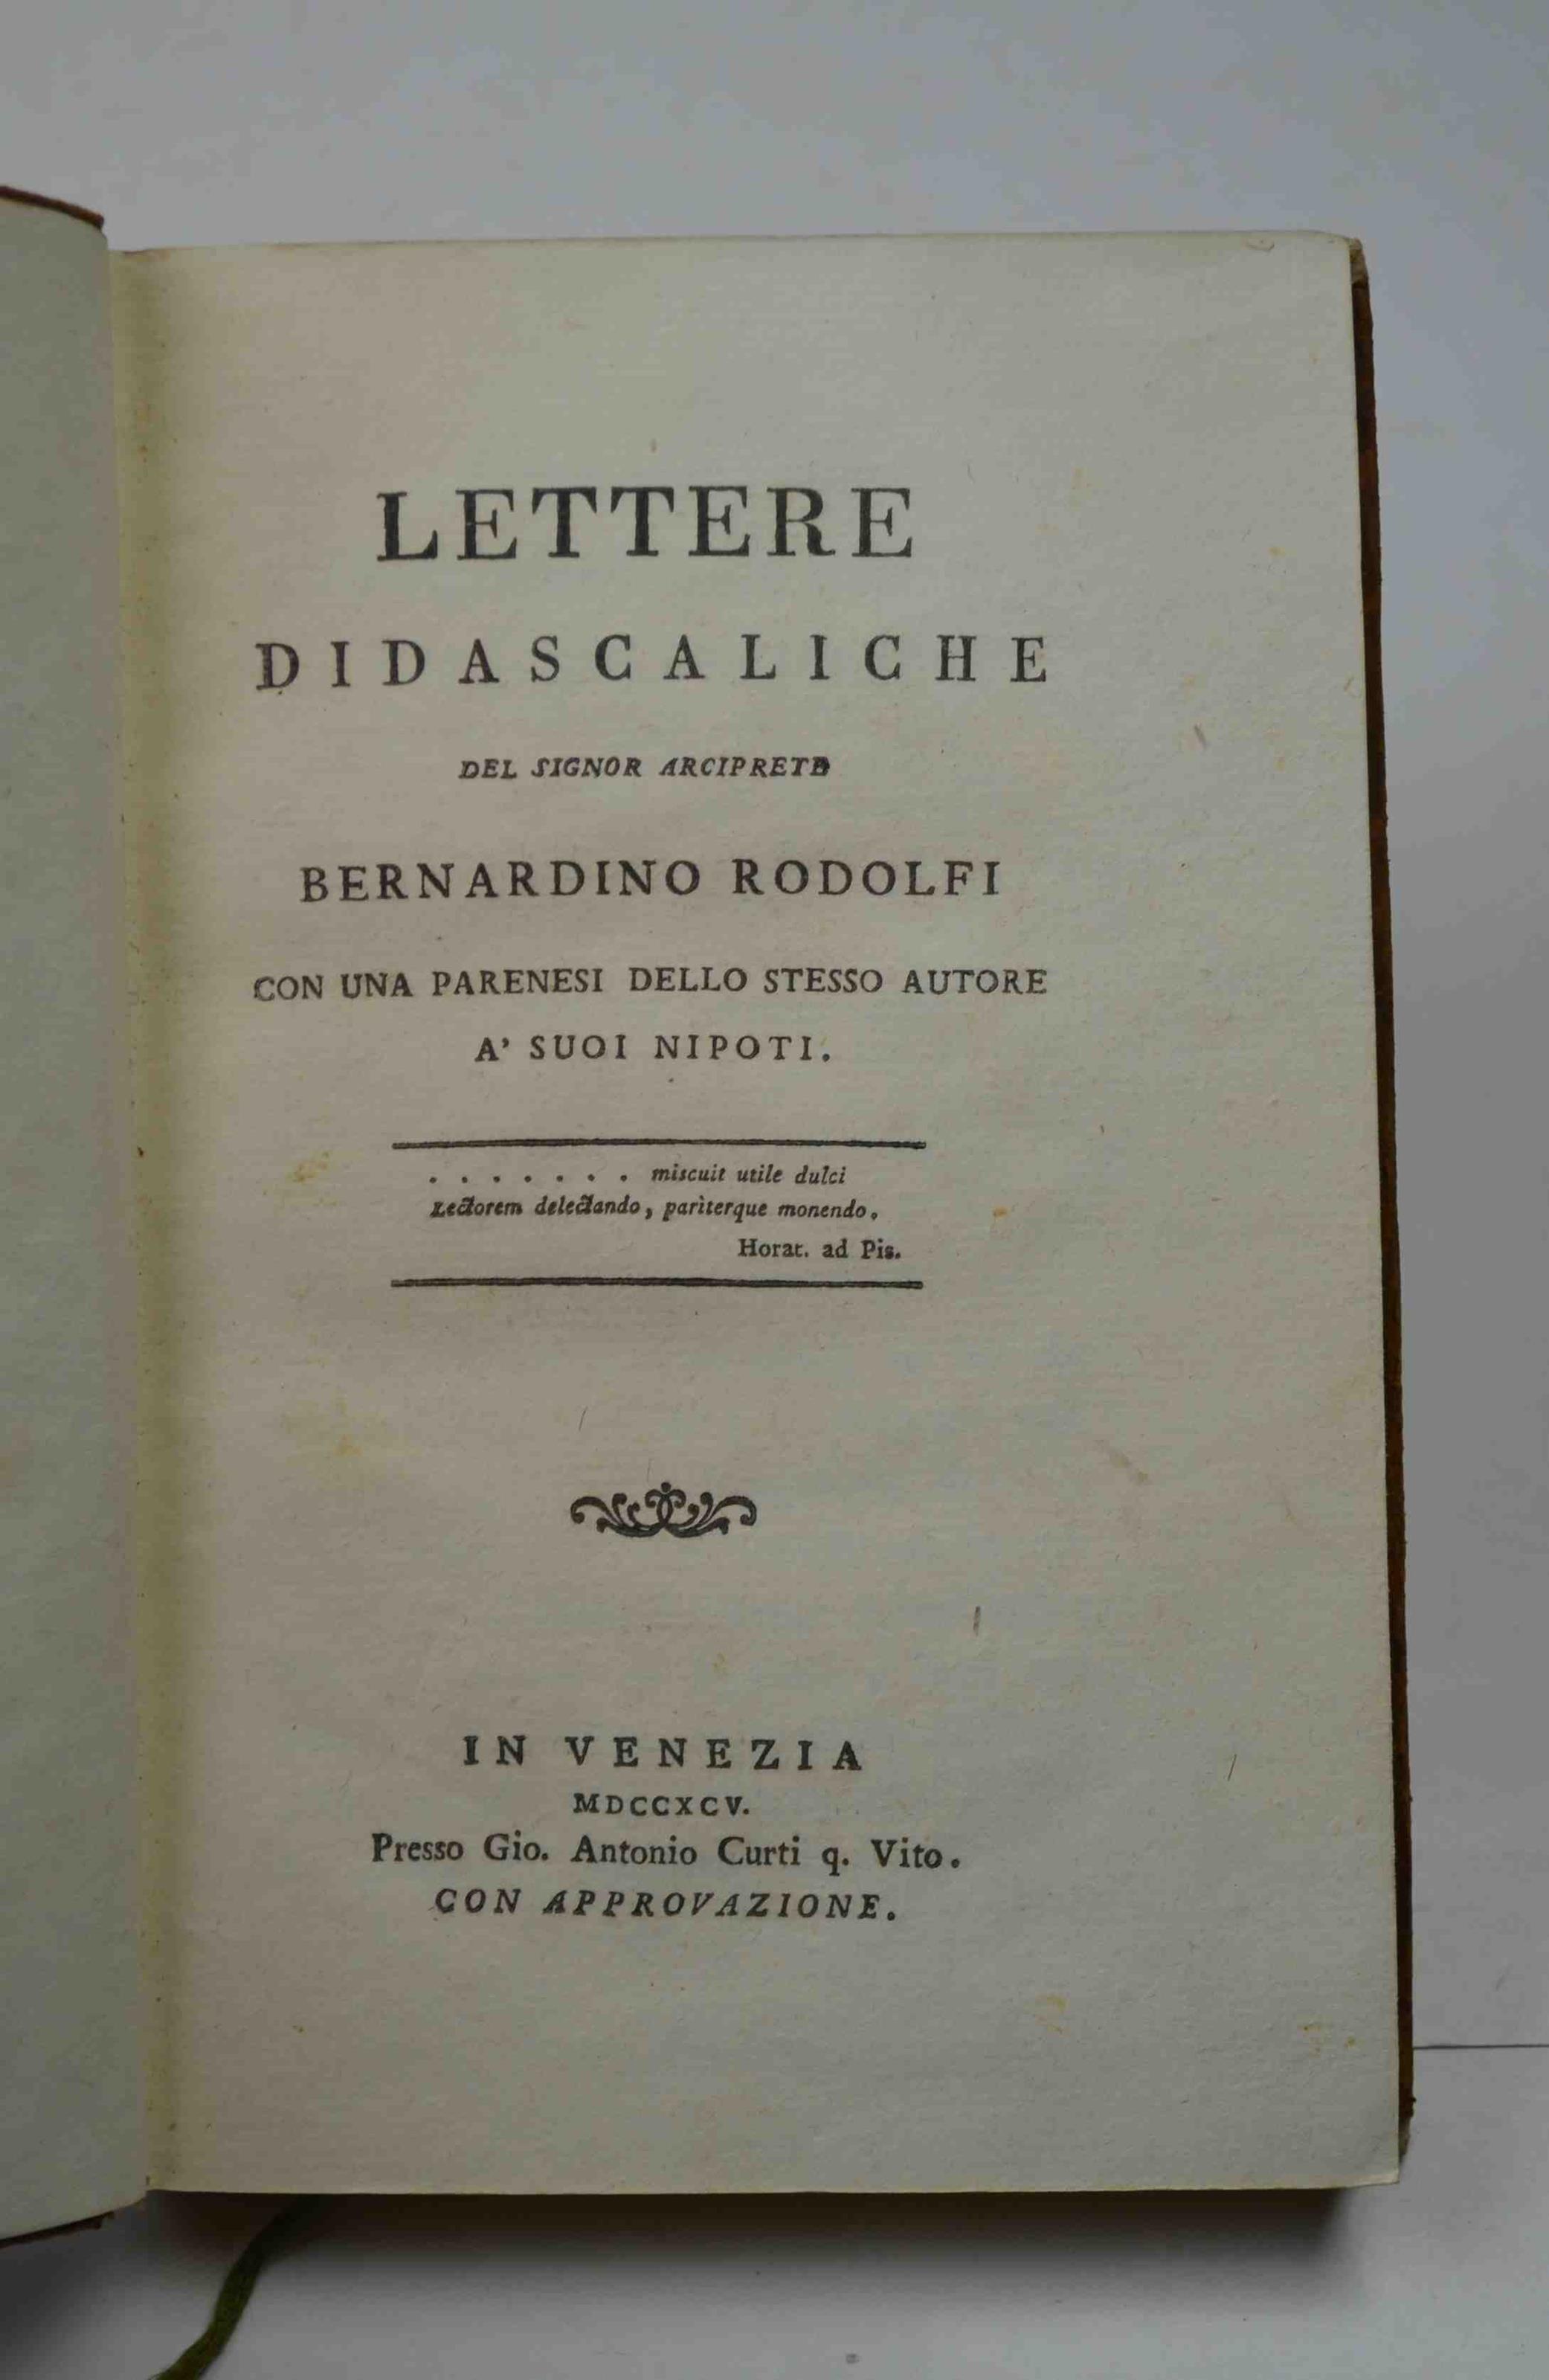 LETTERE
DIDASCALICHE
DEL SIGNOR ARCIPRETE
BERNARDINO RODOLFI
CON UNA PARENESI DELLO STESSO AUTORE
A' SUOI NIPOTI.
. . . . . . . miscuit utile dulci
Lectorem delectando, pariterque monendo.
Horat. ad Pis.
IN VENEZIA
MDCCXCV.
Presso Gio. Antonio Curti q. Vito.
CON APPROVAZIONE.